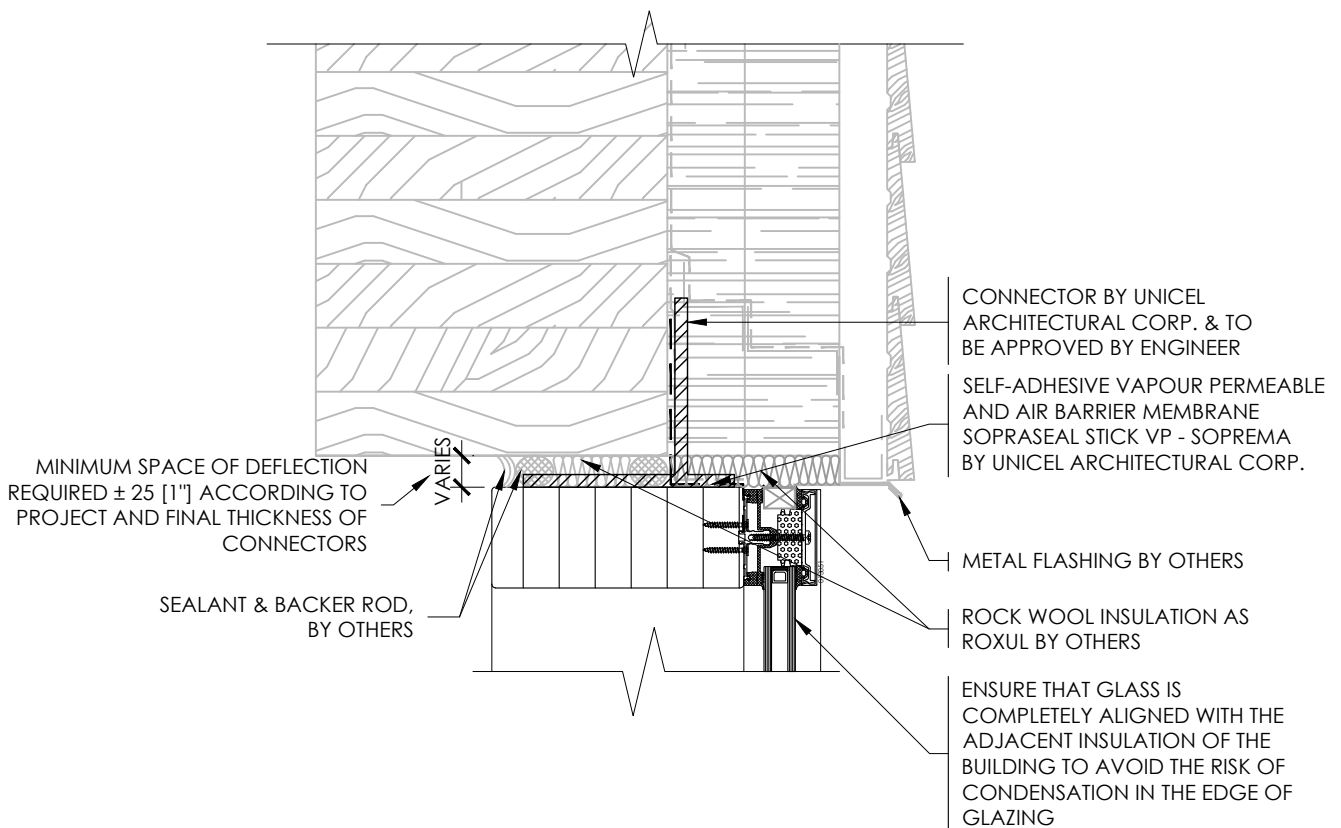 CONNECTOR BY UNICEL
ARCHITECTURAL CORP. & TO
BE APPROVED BY ENGINEER
SELF-ADHESIVE VAPOUR PERMEABLE
AND AIR BARRIER MEMBRANE
SOPRASEAL STICK VP - SOPREMA
BY UNICEL ARCHITECTURAL CORP.
VARIES
MINIMUM SPACE OF DEFLECTION
REQUIRED ± 25 [1"] ACCORDING TO
PROJECT AND FINAL THICKNESS OF
CONNECTORS
METAL FLASHING BY OTHERS
SEALANT & BACKER ROD,
BY OTHERS
ROCK WOOL INSULATION AS
ROXUL BY OTHERS
ENSURE THAT GLASS IS
COMPLETELY ALIGNED WITH THE
ADJACENT INSULATION OF THE
BUILDING TO AVOID THE RISK OF
CONDENSATION IN THE EDGE OF
GLAZING